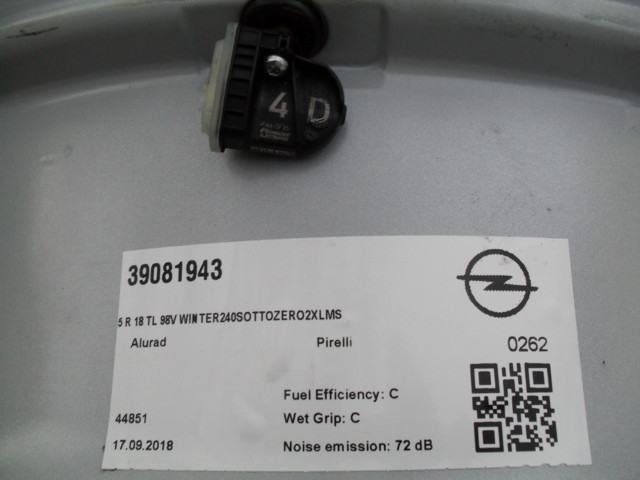 4 D
39081943
5 R 18 TL 98V WINTER240SOTTOZERO2XLMS
Alurad Pirelli 0262
Fuel Efficiency: C
44851 Wet Grip: C
17.09.2018 Noise emission: 72 dB